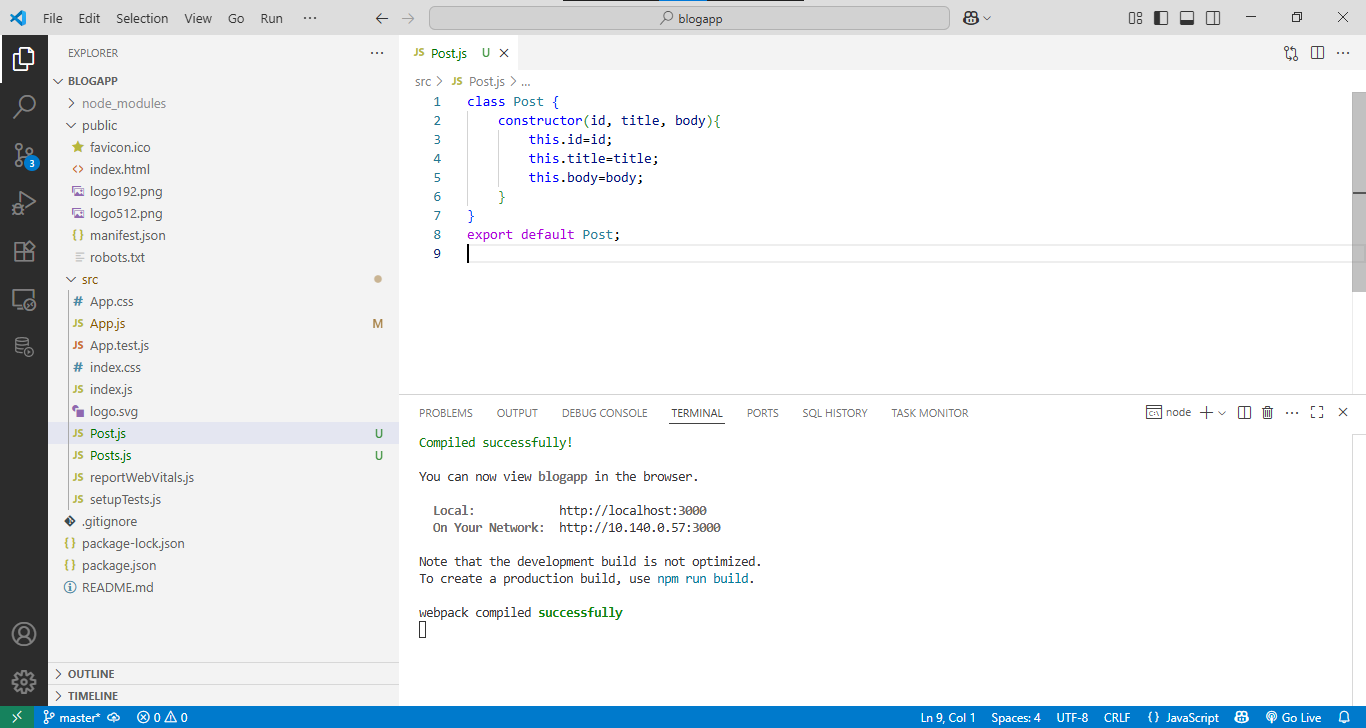 File Edit Selection View Go Run ··· blogapp
EXPLORER ···
BLOGAPP
node_modules
public
favicon.ico
index.html
logo192.png
logo512.png
manifest.json
robots.txt
src
# App.css
JS App.js M
JS App.test.js
# index.css
JS index.js
logo.svg
JS Post.js U
JS Posts.js U
JS reportWebVitals.js
JS setupTests.js
.gitignore
{} package-lock.json
{} package.json
README.md
OUTLINE
TIMELINE
3
JS Post.js U
src > JS Post.js > ...
1 class Post {
2 constructor(id, title, body){
3 this.id=id;
4 this.title=title;
5 this.body=body;
6 }
7 }
8 export default Post;
9
PROBLEMS OUTPUT DEBUG CONSOLE TERMINAL PORTS SQL HISTORY TASK MONITOR node
Compiled successfully!
You can now view blogapp in the browser.
Local: http://localhost:3000
On Your Network: http://10.140.0.57:3000
Note that the development build is not optimized.
To create a production build, use npm run build.
webpack compiled successfully
master* 0 0 Ln 9, Col 1 Spaces: 4 UTF-8 CRLF {} JavaScript Go Live